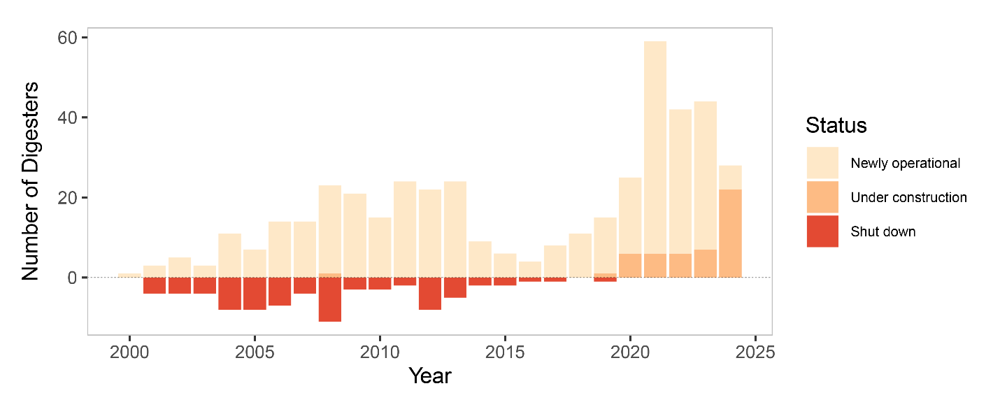 60
40
20
0
Number of Digesters
2000 2005 2010 2015 2020 2025
Year
Status
Newly operational
Under construction
Shut down